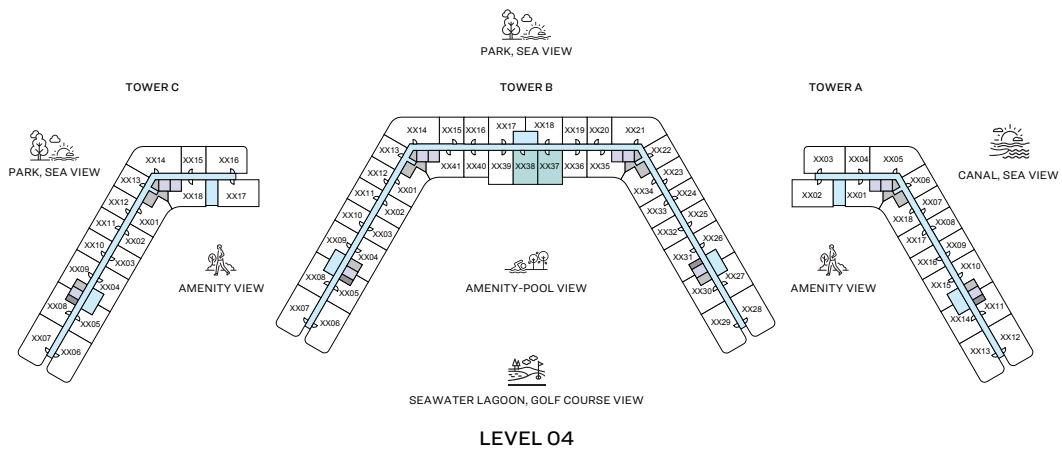 PARK, SEA VIEW
TOWER C
TOWER B
TOWER A
PARK, SEA VIEW
CANAL, SEA VIEW
XX14 XX15 XX16
XX13
XX18 XX17
XX12
XX01
XX11
XX02
XX10
XX03
XX09
XX04
XX08
XX05
XX07
XX06
XX14 XX15 XX16 XX17 XX18 XX19 XX20 XX21
XX13
XX41 XX40 XX39 XX38 XX37 XX36 XX35
XX22
XX12
XX01
XX34
XX23
XX11
XX02
XX33
XX24
XX10
XX03
XX32
XX25
XX09
XX04
XX31
XX26
XX08
XX05
XX30
XX27
XX07
XX06
XX29
XX28
XX03 XX04 XX05
XX02 XX01
XX06
XX18
XX07
XX17
XX08
XX16
XX09
XX15
XX10
XX14
XX11
XX13
XX12
AMENITY VIEW
AMENITY-POOL VIEW
AMENITY VIEW
SEAWATER LAGOON, GOLF COURSE VIEW
LEVEL 04